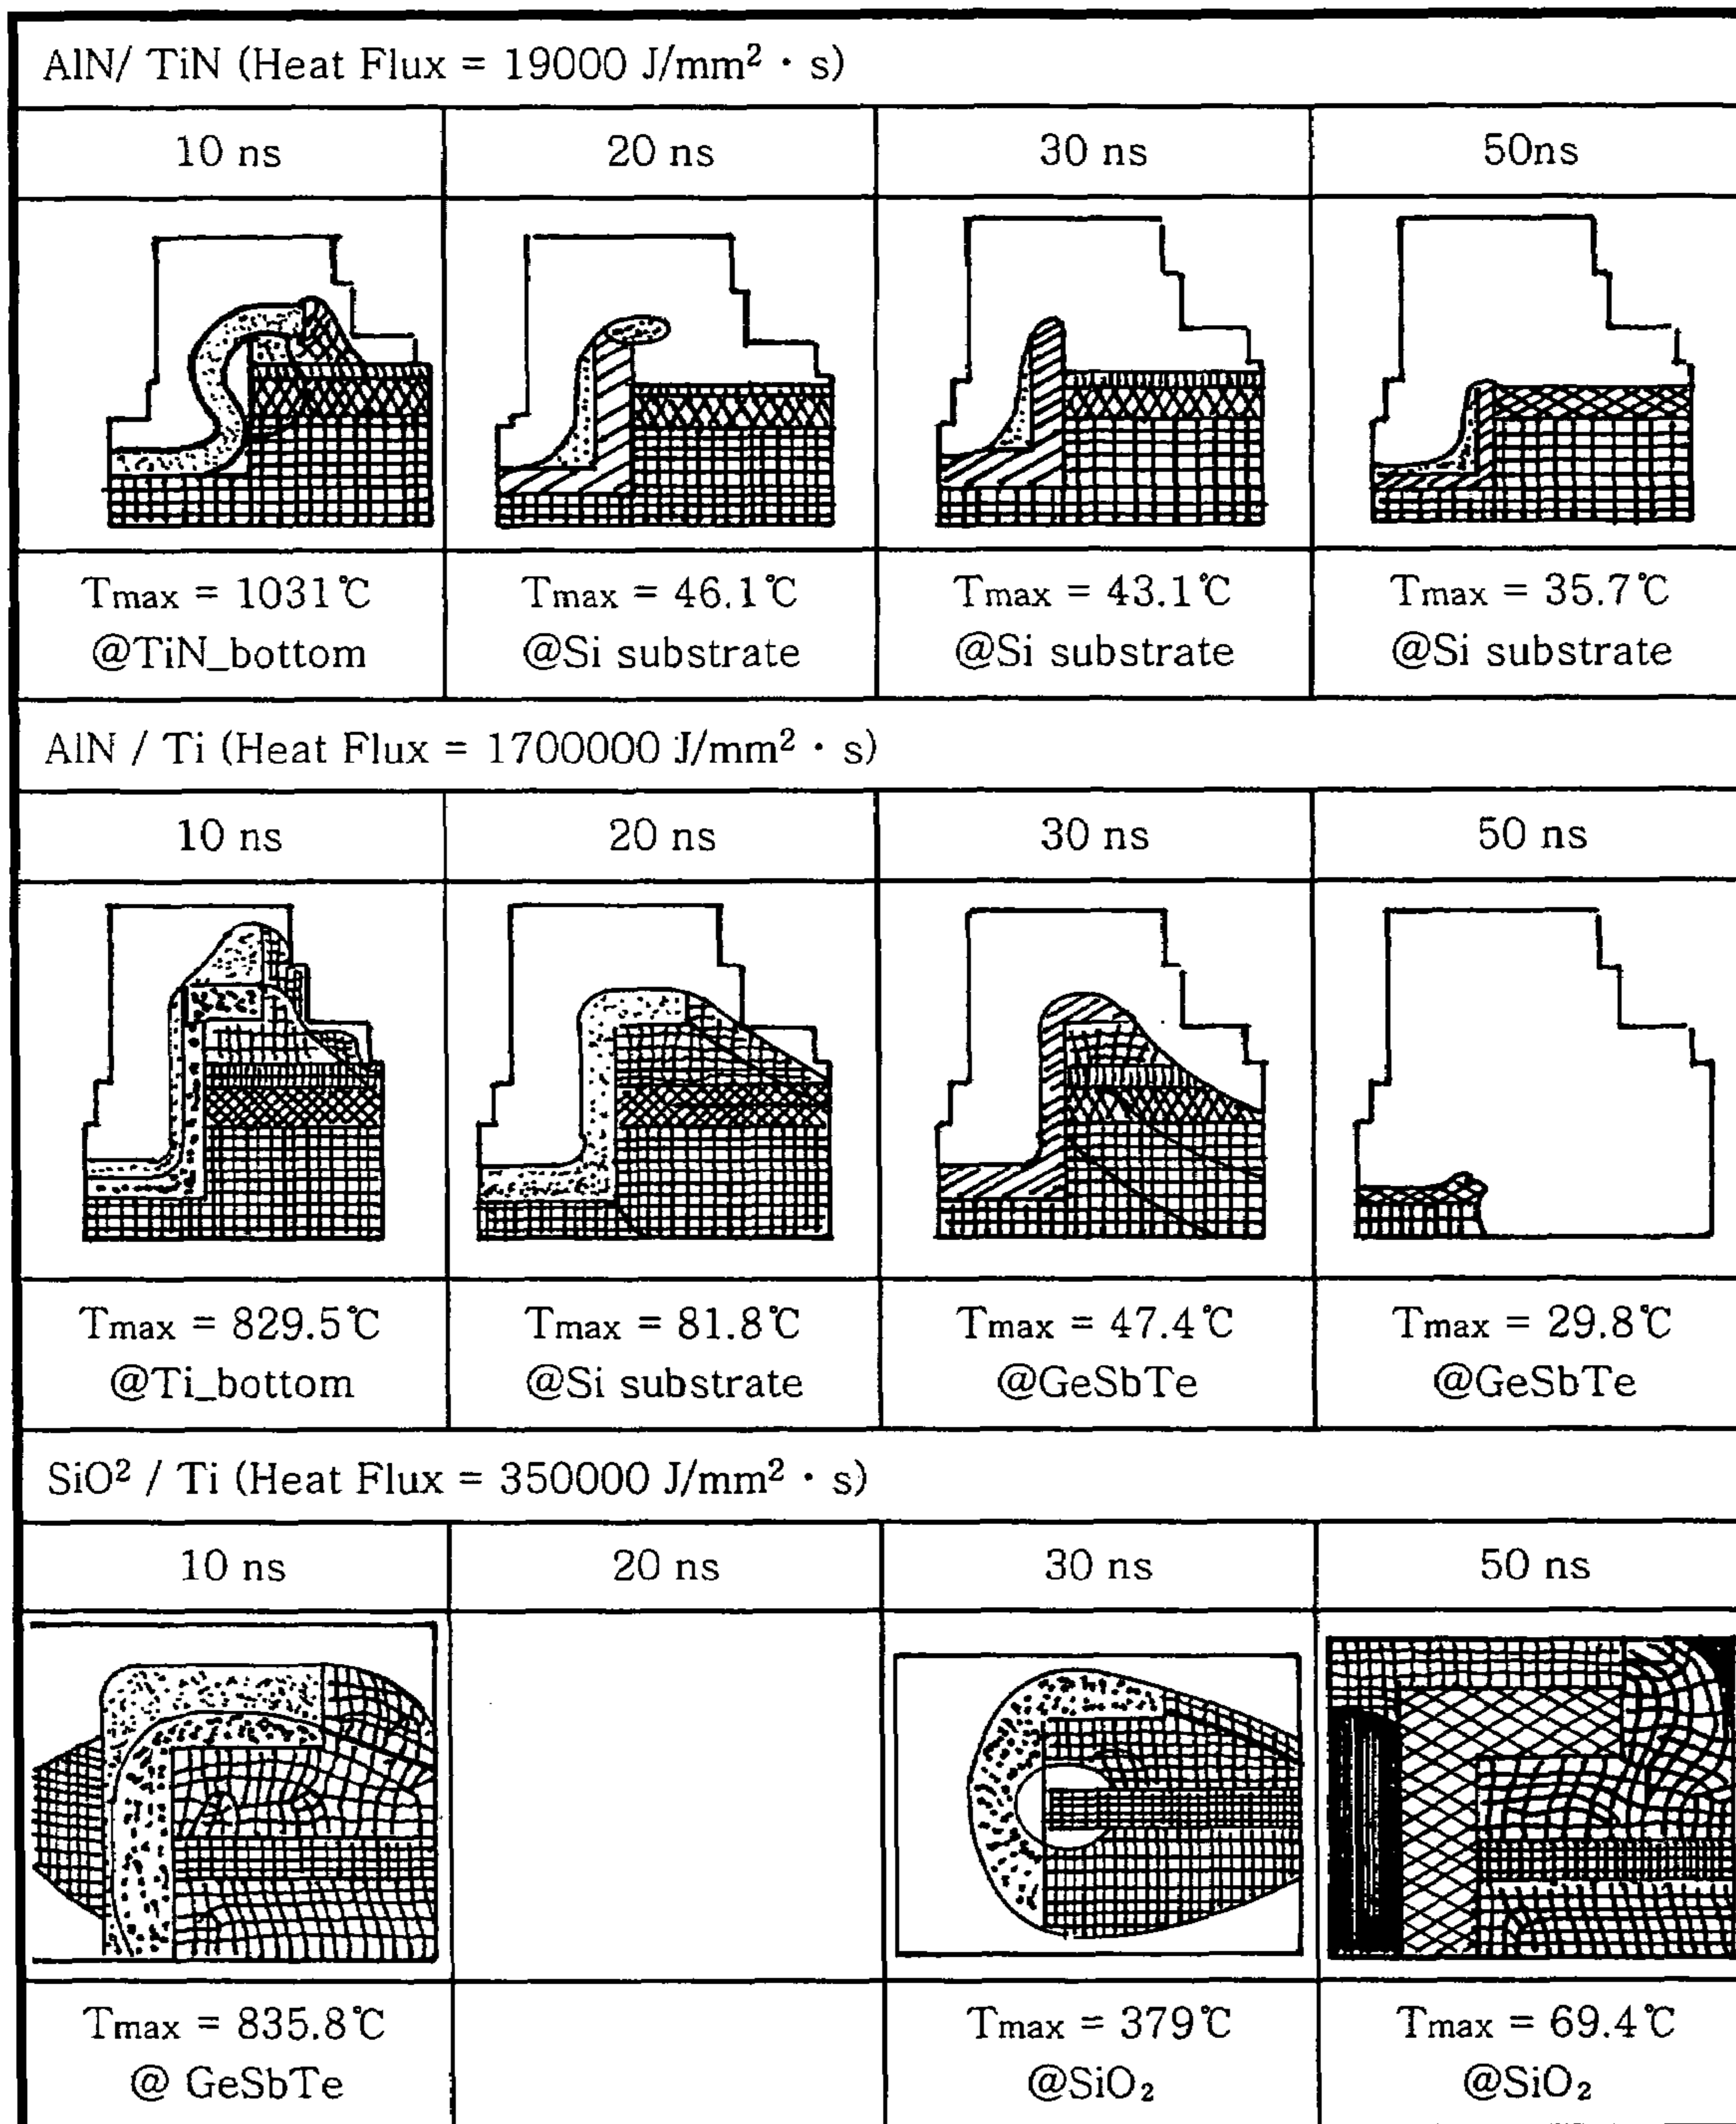 AlN/ TiN (Heat Flux = 19000 J/mm² · s)
10 ns
20 ns
30 ns
50ns
Tmax = 1031℃
@TiN_bottom
Tmax = 46.1℃
@Si substrate
Tmax = 43.1℃
@Si substrate
Tmax = 35.7℃
@Si substrate
AlN / Ti (Heat Flux = 1700000 J/mm² · s)
10 ns
20 ns
30 ns
50 ns
Tmax = 829.5℃
@Ti_bottom
Tmax = 81.8℃
@Si substrate
Tmax = 47.4℃
@GeSbTe
Tmax = 29.8℃
@GeSbTe
SiO² / Ti (Heat Flux = 350000 J/mm² · s)
10 ns
20 ns
30 ns
50 ns
Tmax = 835.8℃
@ GeSbTe
Tmax = 379℃
@SiO₂
Tmax = 69.4℃
@SiO₂